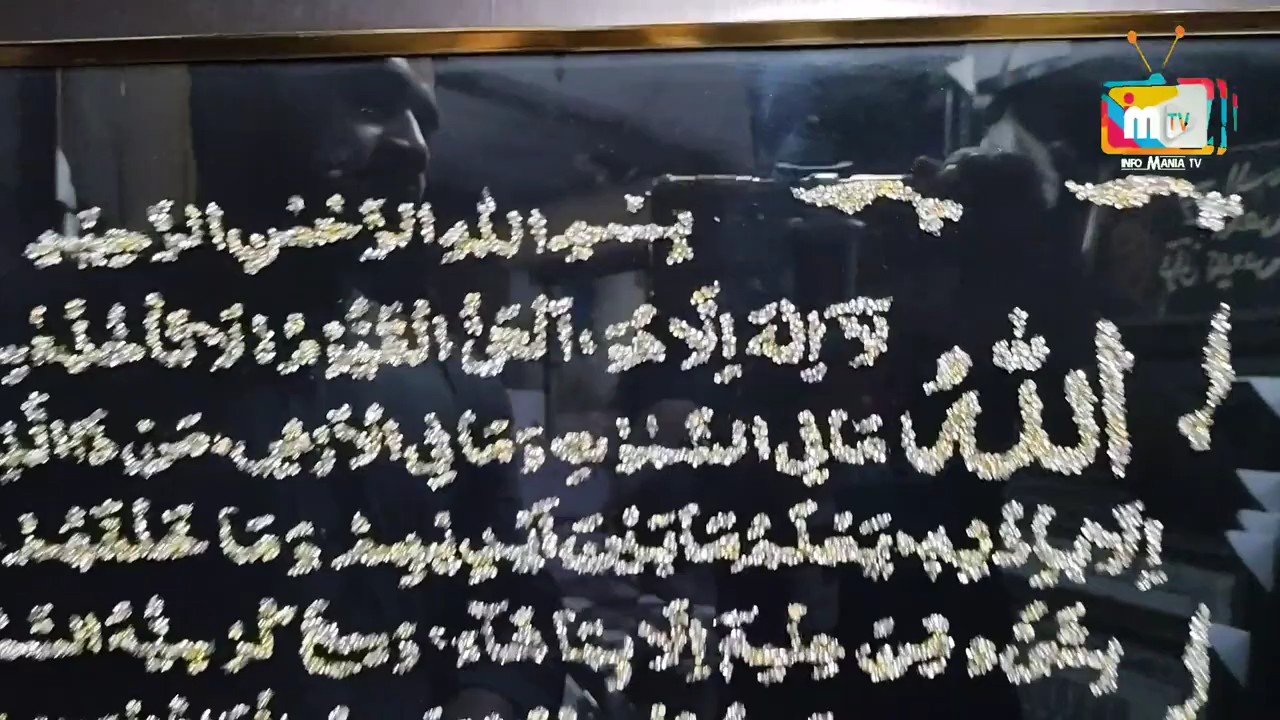 بسم الله الرحمن الرحيم
الله لا إله إلا هو الحي القيوم لا تأخذه
ما في السموت وما في الأرض من ذا الذي
إلا بإذنه يعلم ما بين أيديهم وما خلفهم
بشيء من علمه إلا بما شاء وسع كرسيه السموت
mTV
INFO MANIA TV